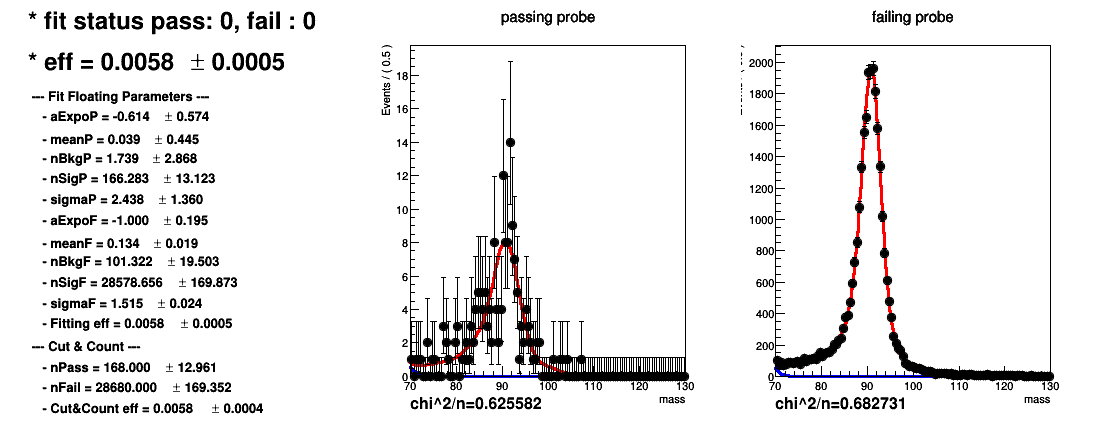 * fit status pass: 0, fail : 0
* eff = 0.0058 ± 0.0005
--- Fit Floating Parameters ---
- aExpoP = -0.614 ± 0.574
- meanP = 0.039 ± 0.445
- nBkgP = 1.739 ± 2.868
- nSigP = 166.283 ± 13.123
- sigmaP = 2.438 ± 1.360
- aExpoF = -1.000 ± 0.195
- meanF = 0.134 ± 0.019
- nBkgF = 101.322 ± 19.503
- nSigF = 28578.656 ± 169.873
- sigmaF = 1.515 ± 0.024
- Fitting eff = 0.0058 ± 0.0005
--- Cut & Count ---
- nPass = 168.000 ± 12.961
- nFail = 28680.000 ± 169.352
- Cut&Count eff = 0.0058 ± 0.0004
passing probe
Events / ( 0.5 )
18
16
14
12
10
8
6
4
2
0
70 80 90 100 110 120 130
mass
chi^2/n=0.625582
failing probe
2000
1800
1600
1400
1200
1000
800
600
400
200
0
70 80 90 100 110 120 130
mass
chi^2/n=0.682731